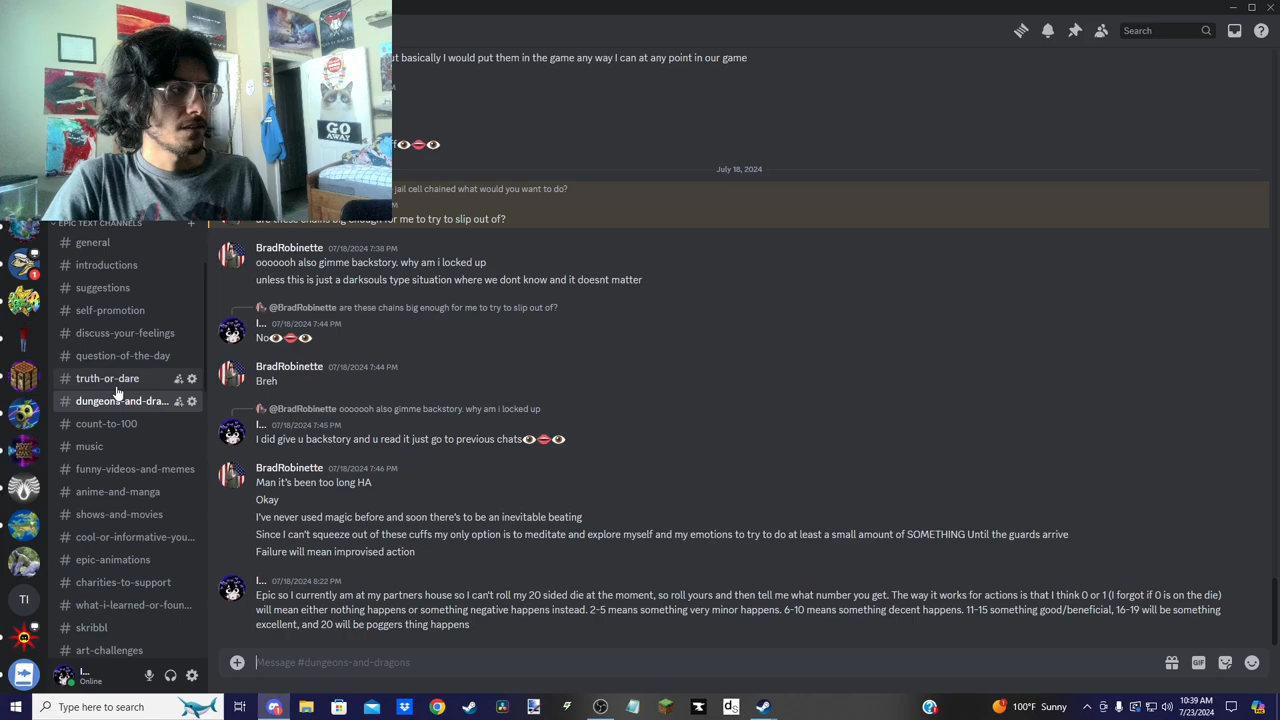 GO
AWAY
Search
ut basically I would put them in the game any way I can at any point in our game
M
ff👁️👄👁️
July 18, 2024
jail cell chained what would you want to do?
M
are these chains big enough for me to try to slip out of?
BradRobinette 07/18/2024 7:38 PM
ooooooh also gimme backstory. why am i locked up
unless this is just a darksouls type situation where we dont know and it doesnt matter
@BradRobinette are these chains big enough for me to try to slip out of?
I... 07/18/2024 7:44 PM
No👁️👄👁️
BradRobinette 07/18/2024 7:44 PM
Breh
@BradRobinette ooooooh also gimme backstory. why am i locked up
I... 07/18/2024 7:45 PM
I did give u backstory and u read it just go to previous chats👁️👄👁️
BradRobinette 07/18/2024 7:46 PM
Man it's been too long HA
Okay
I've never used magic before and soon there's to be an inevitable beating
Since I can't squeeze out of these cuffs my only option is to meditate and explore myself and my emotions to try to do at least a small amount of SOMETHING Until the guards arrive
Failure will mean improvised action
I... 07/18/2024 8:22 PM
Epic so I currently am at my partners house so I can't roll my 20 sided die at the moment, so roll yours and then tell me what number you get. The way it works for actions is that I think 0 or 1 (I forgot if 0 is on the die)
will mean either nothing happens or something negative happens instead. 2-5 means something very minor happens. 6-10 means something decent happens. 11-15 something good/beneficial, 16-19 will be something
excellent, and 20 will be poggers thing happens
Message #dungeons-and-dragons
GIF
EPIC TEXT CHANNELS
general
introductions
suggestions
self-promotion
discuss-your-feelings
question-of-the-day
truth-or-dare
dungeons-and-dra...
count-to-100
music
funny-videos-and-memes
anime-and-manga
shows-and-movies
cool-or-informative-you...
epic-animations
charities-to-support
what-i-learned-or-foun...
skribbl
art-challenges
1
TI
I...
Online
Type here to search
ds
100°F Sunny
10:39 AM
7/23/2024